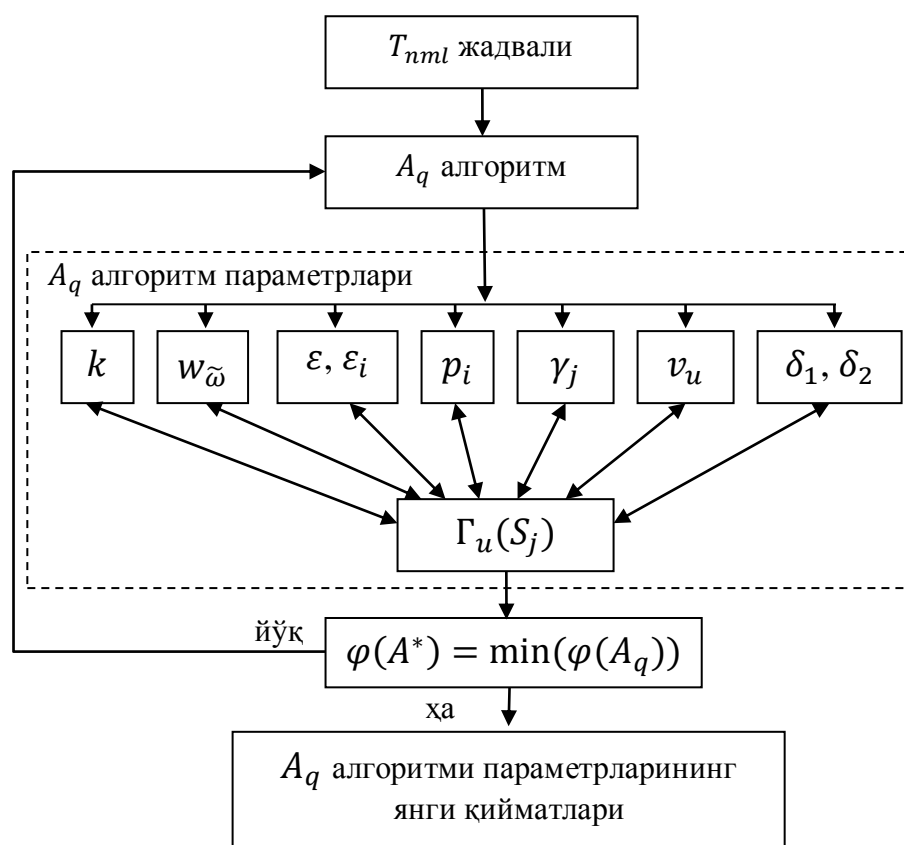 T_{nml} жадвали
A_q алгоритм
A_q алгоритм параметрлари
k
w_{\tilde{ω}}
ε, ε_i
p_i
γ_j
v_u
δ_1, δ_2
Γ_u(S_j)
йўқ
φ(A^*) = min(φ(A_q))
ҳа
A_q алгоритми параметрларининг
янги қийматлари